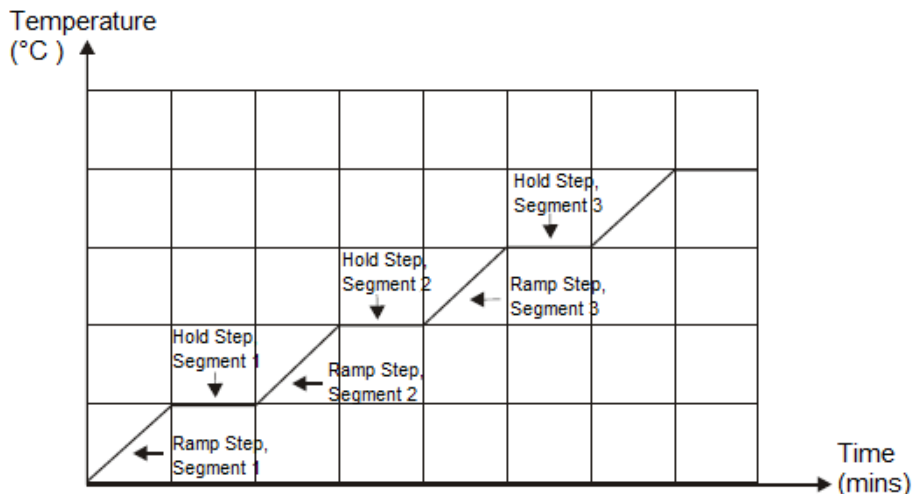 Temperature
(°C )
Hold Step,
Segment 3
Hold Step,
Segment 2
Ramp Step,
Segment 3
Hold Step,
Segment 1
Ramp Step,
Segment 2
Ramp Step,
Segment 1
Time
(mins)